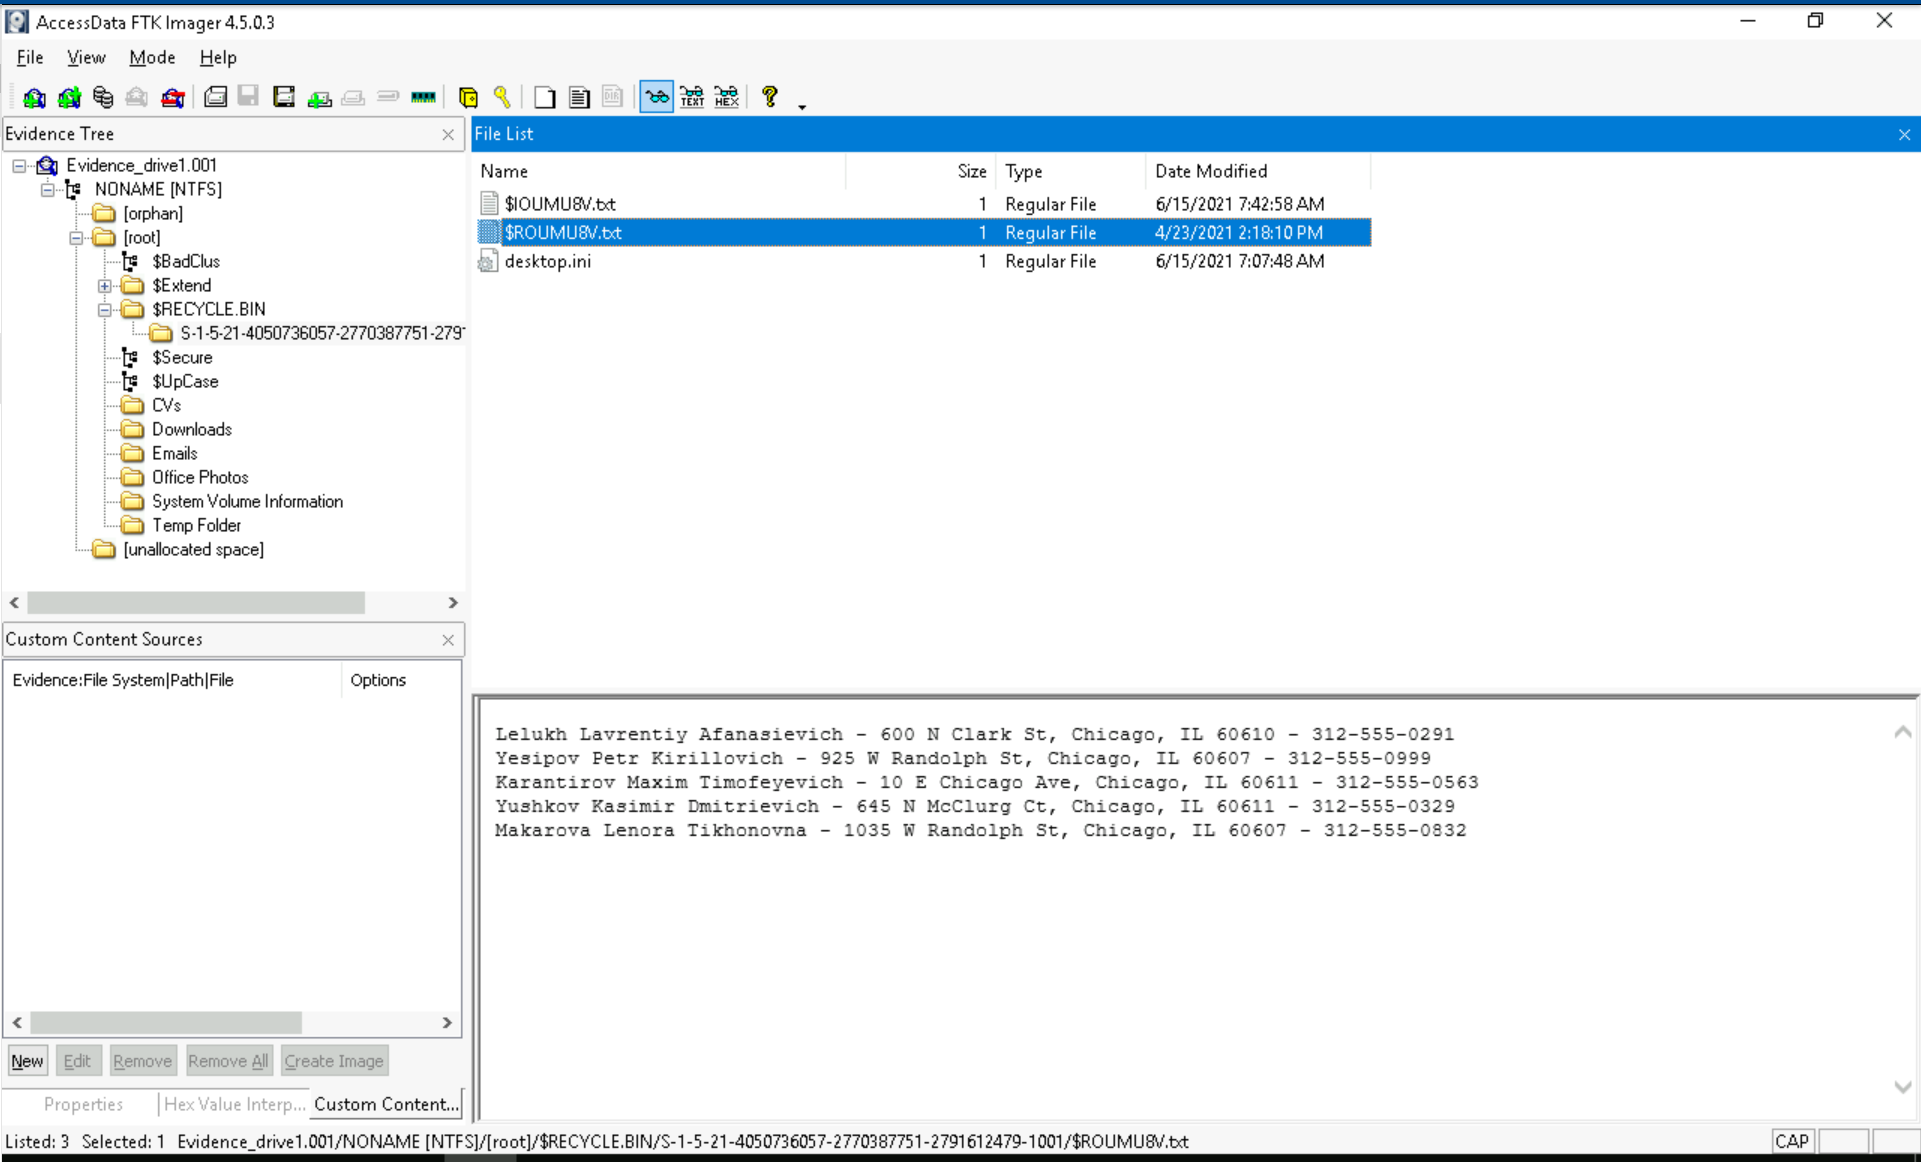 AccessData FTK Imager 4.5.0.3
File View Mode Help
TEXT HEX
Evidence Tree
Evidence_drive1.001
NONAME [NTFS]
[orphan]
[root]
$BadClus
$Extend
$RECYCLE.BIN
S-1-5-21-4050736057-2770387751-279
$Secure
$UpCase
CVs
Downloads
Emails
Office Photos
System Volume Information
Temp Folder
[unallocated space]
Custom Content Sources
Evidence:File System|Path|File Options
New Edit Remove Remove All Create Image
Properties Hex Value Interp... Custom Content...
File List
Name Size Type Date Modified
$IOUMU8V.txt 1 Regular File 6/15/2021 7:42:58 AM
$ROUMU8V.txt 1 Regular File 4/23/2021 2:18:10 PM
desktop.ini 1 Regular File 6/15/2021 7:07:48 AM
Lelukh Lavrentiy Afanasievich - 600 N Clark St, Chicago, IL 60610 - 312-555-0291
Yesipov Petr Kirillovich - 925 W Randolph St, Chicago, IL 60607 - 312-555-0999
Karantirov Maxim Timofeyevich - 10 E Chicago Ave, Chicago, IL 60611 - 312-555-0563
Yushkov Kasimir Dmitrievich - 645 N McClurg Ct, Chicago, IL 60611 - 312-555-0329
Makarova Lenora Tikhonovna - 1035 W Randolph St, Chicago, IL 60607 - 312-555-0832
Listed: 3 Selected: 1 Evidence_drive1.001/NONAME [NTFS]/[root]/$RECYCLE.BIN/S-1-5-21-4050736057-2770387751-2791612479-1001/$ROUMU8V.txt
CAP